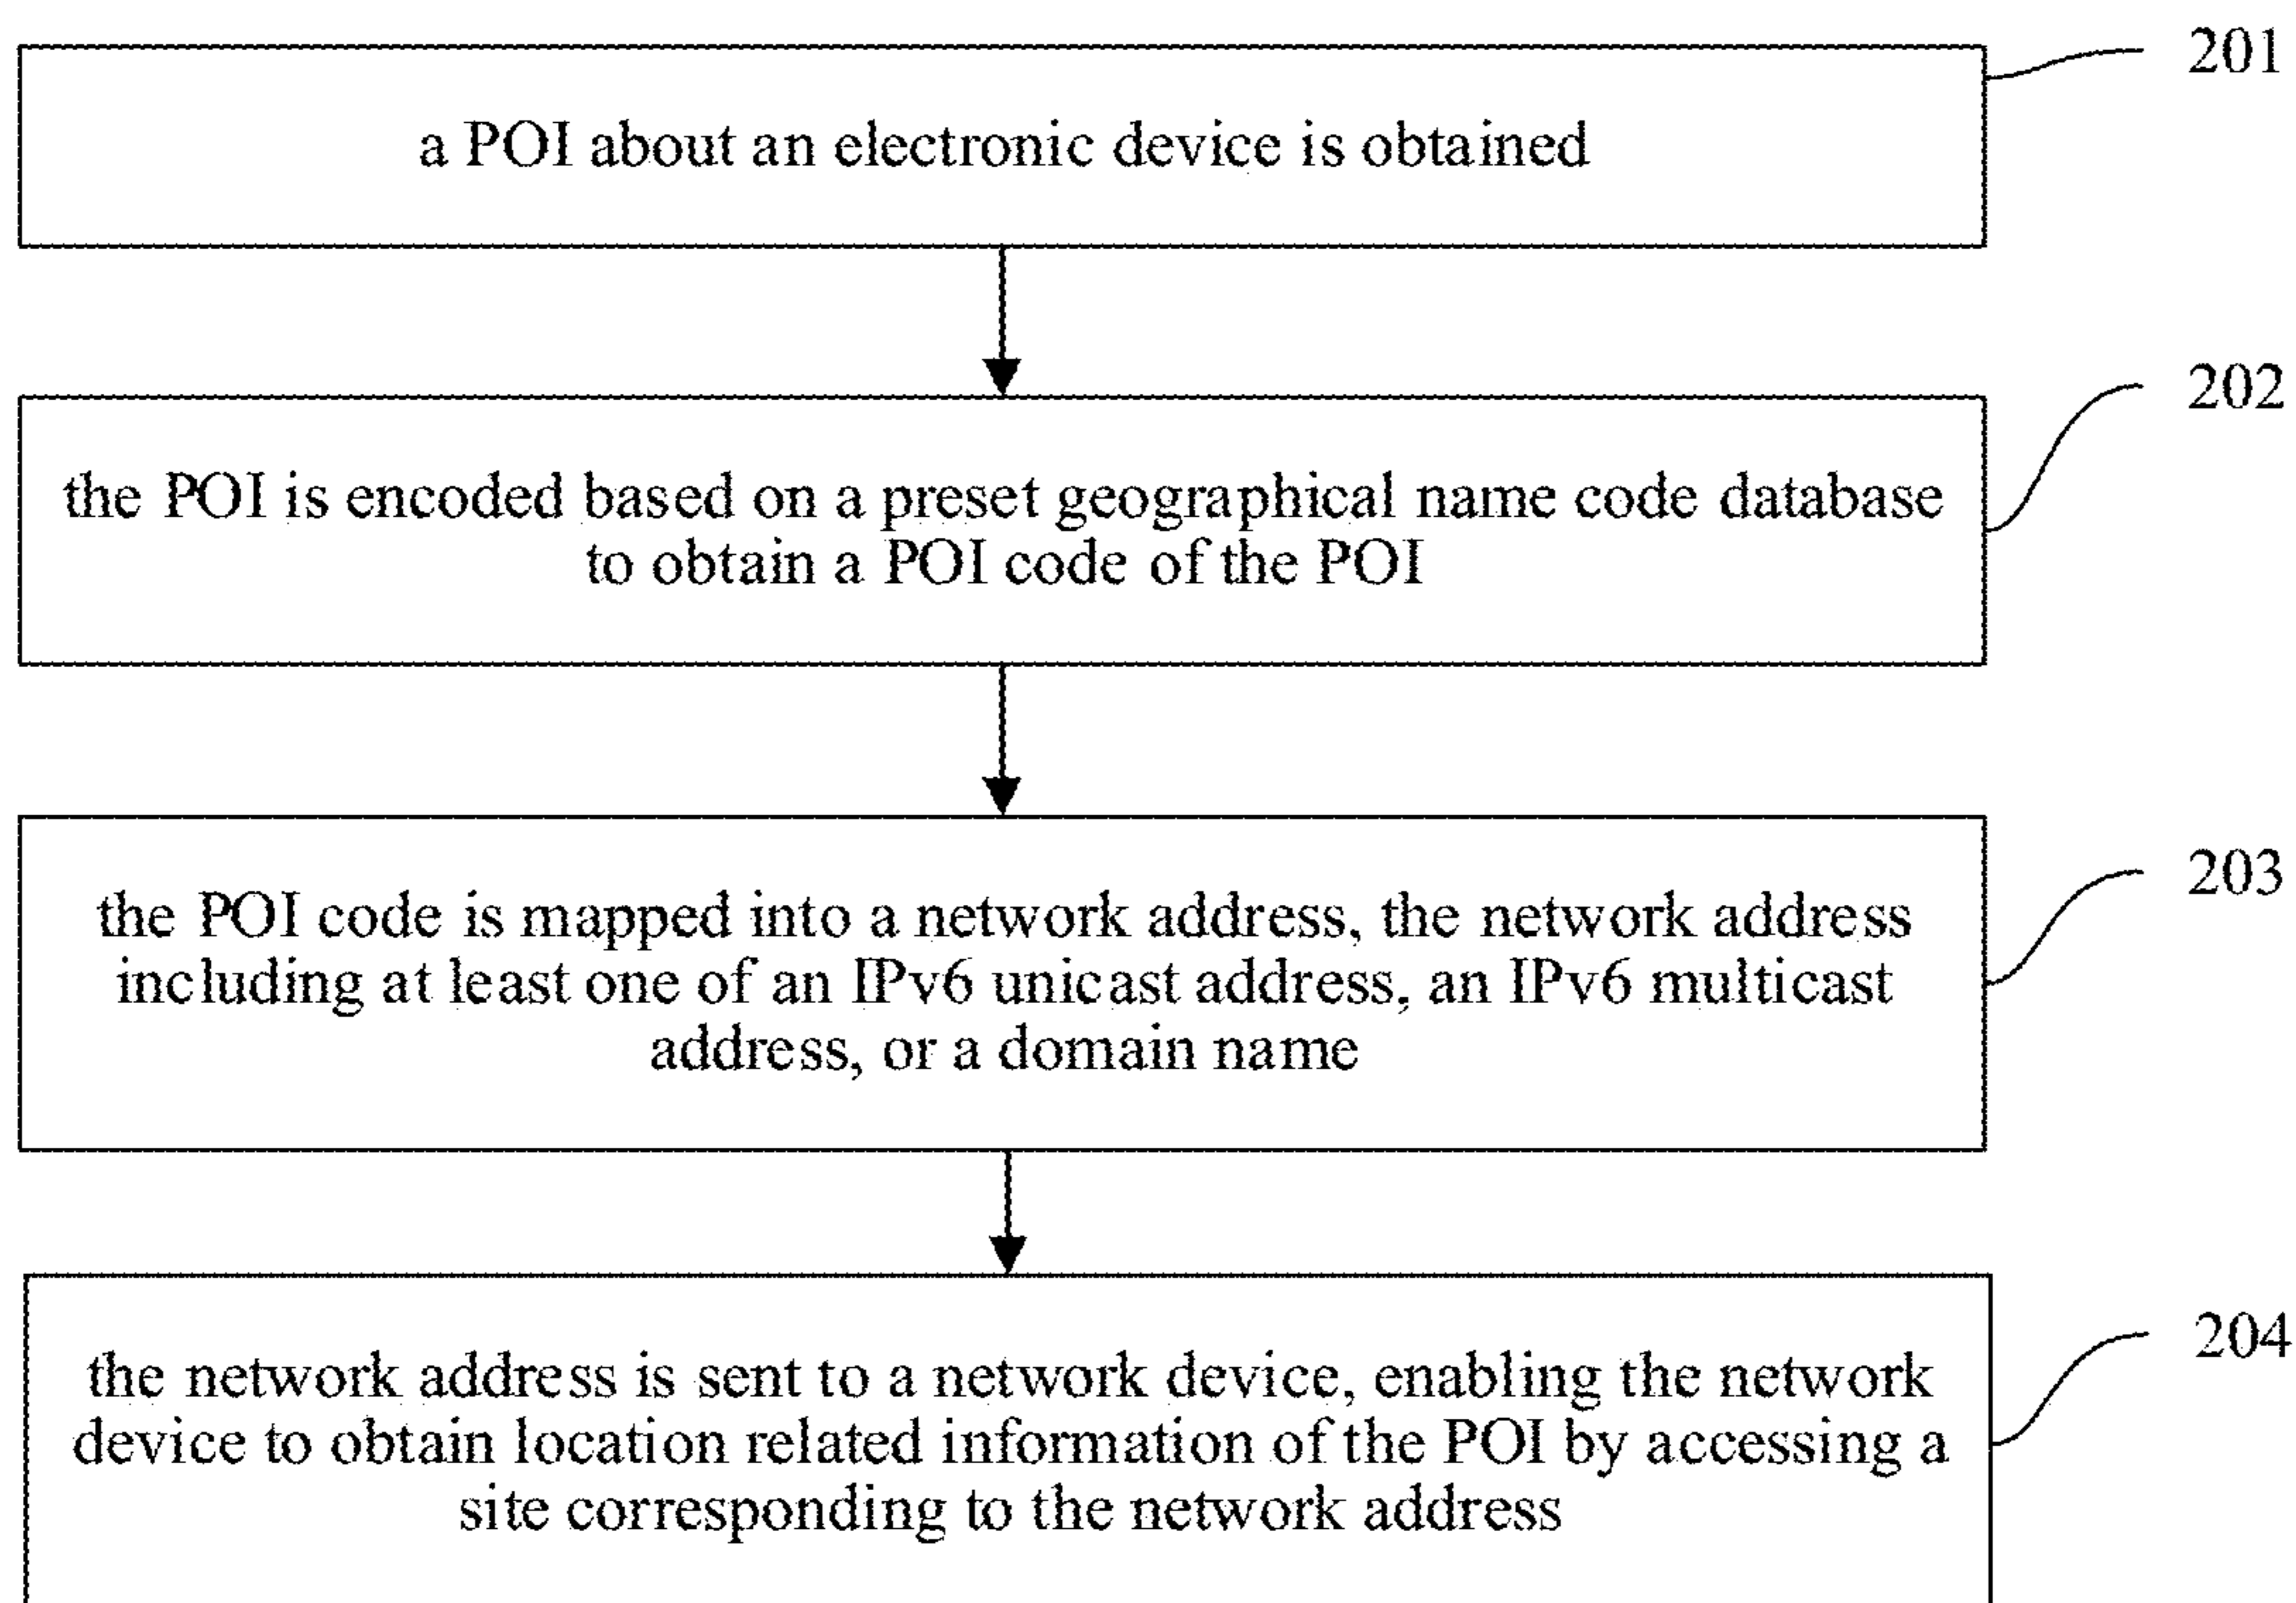 201
a POI about an electronic device is obtained
202
the POI is encoded based on a preset geographical name code database
to obtain a POI code of the POI
203
the POI code is mapped into a network address, the network address
including at least one of an IPv6 unicast address, an IPv6 multicast
address, or a domain name
204
the network address is sent to a network device, enabling the network
device to obtain location related information of the POI by accessing a
site corresponding to the network address